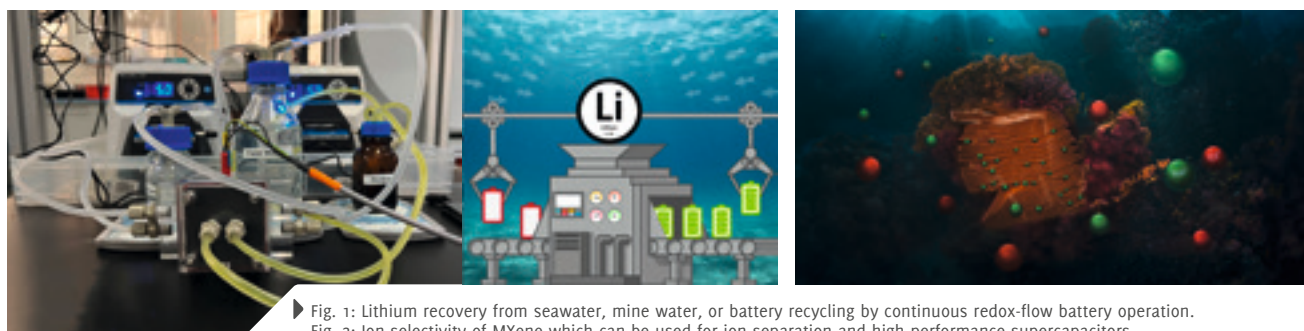 Li
Fig. 1: Lithium recovery from seawater, mine water, or battery recycling by continuous redox-flow battery operation.
Fig. 2: Ion selectivity of MXene which can be used for ion separation and high performance supercapacitors